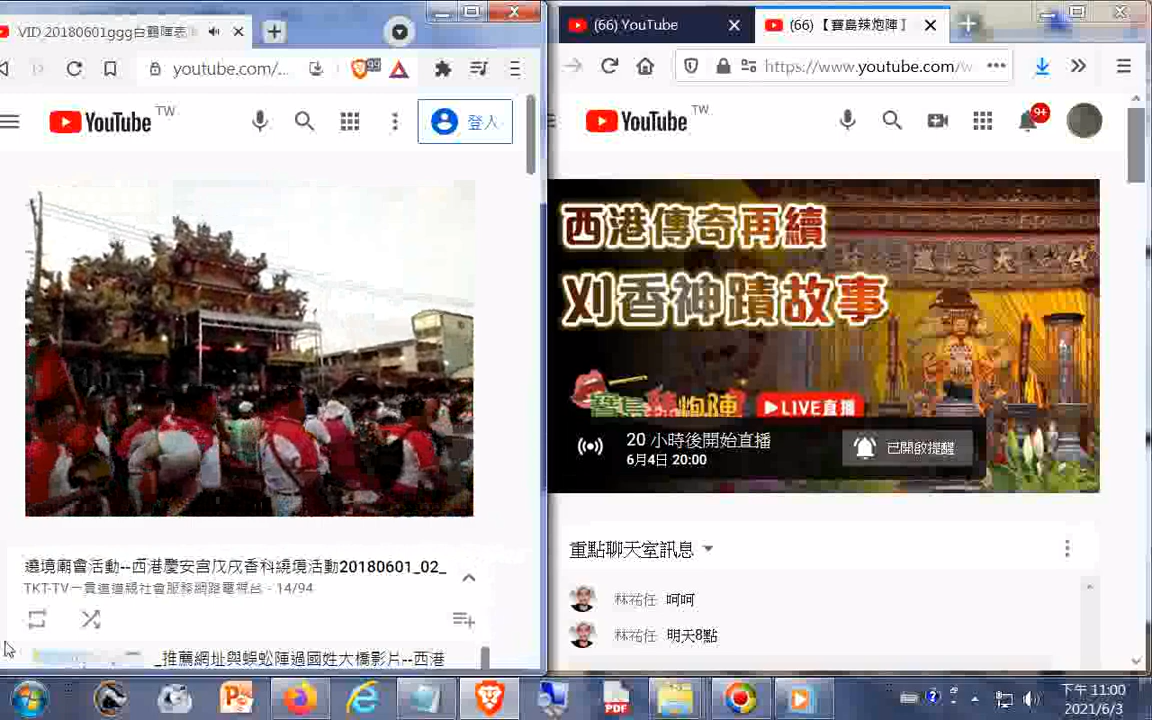 VID 20180601ggg白鶴陣表
(66) YouTube
(66) 【寶島辣炮陣】
youtube.com/...
99
https://www.youtube.com/w
YouTube TW
登入
YouTube TW
9+
西港傳奇再續
刈香神蹟故事
寶島辣炮陣
LIVE直播
20 小時後開始直播
6月4日 20:00
已開啟提醒
遶境廟會活動--西港慶安宮戊戌香科繞境活動20180601_02_
TKT-TV一貫道道親社會服務網路電視台 - 14/94
_推薦網址與蜈蚣陣過國姓大橋影片--西港
重點聊天室訊息
林祐任 呵呵
林祐任 明天8點
PDF
下午 11:00
2021/6/3